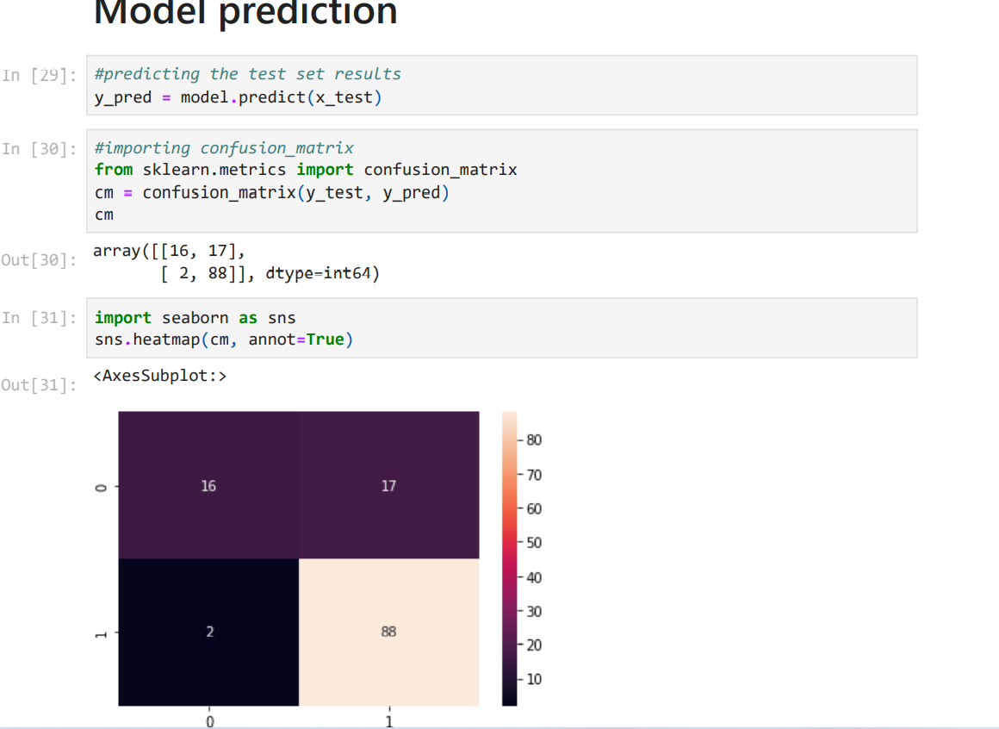 Model prediction
In [29]:
#predicting the test set results
y_pred = model.predict(x_test)
In [30]:
#importing confusion_matrix
from sklearn.metrics import confusion_matrix
cm = confusion_matrix(y_test, y_pred)
cm
Out[30]:
array([[16, 17],
       [ 2, 88]], dtype=int64)
In [31]:
import seaborn as sns
sns.heatmap(cm, annot=True)
Out[31]:
<AxesSubplot:>
0
16
17
1
2
88
0
1
80
70
60
50
40
30
20
10